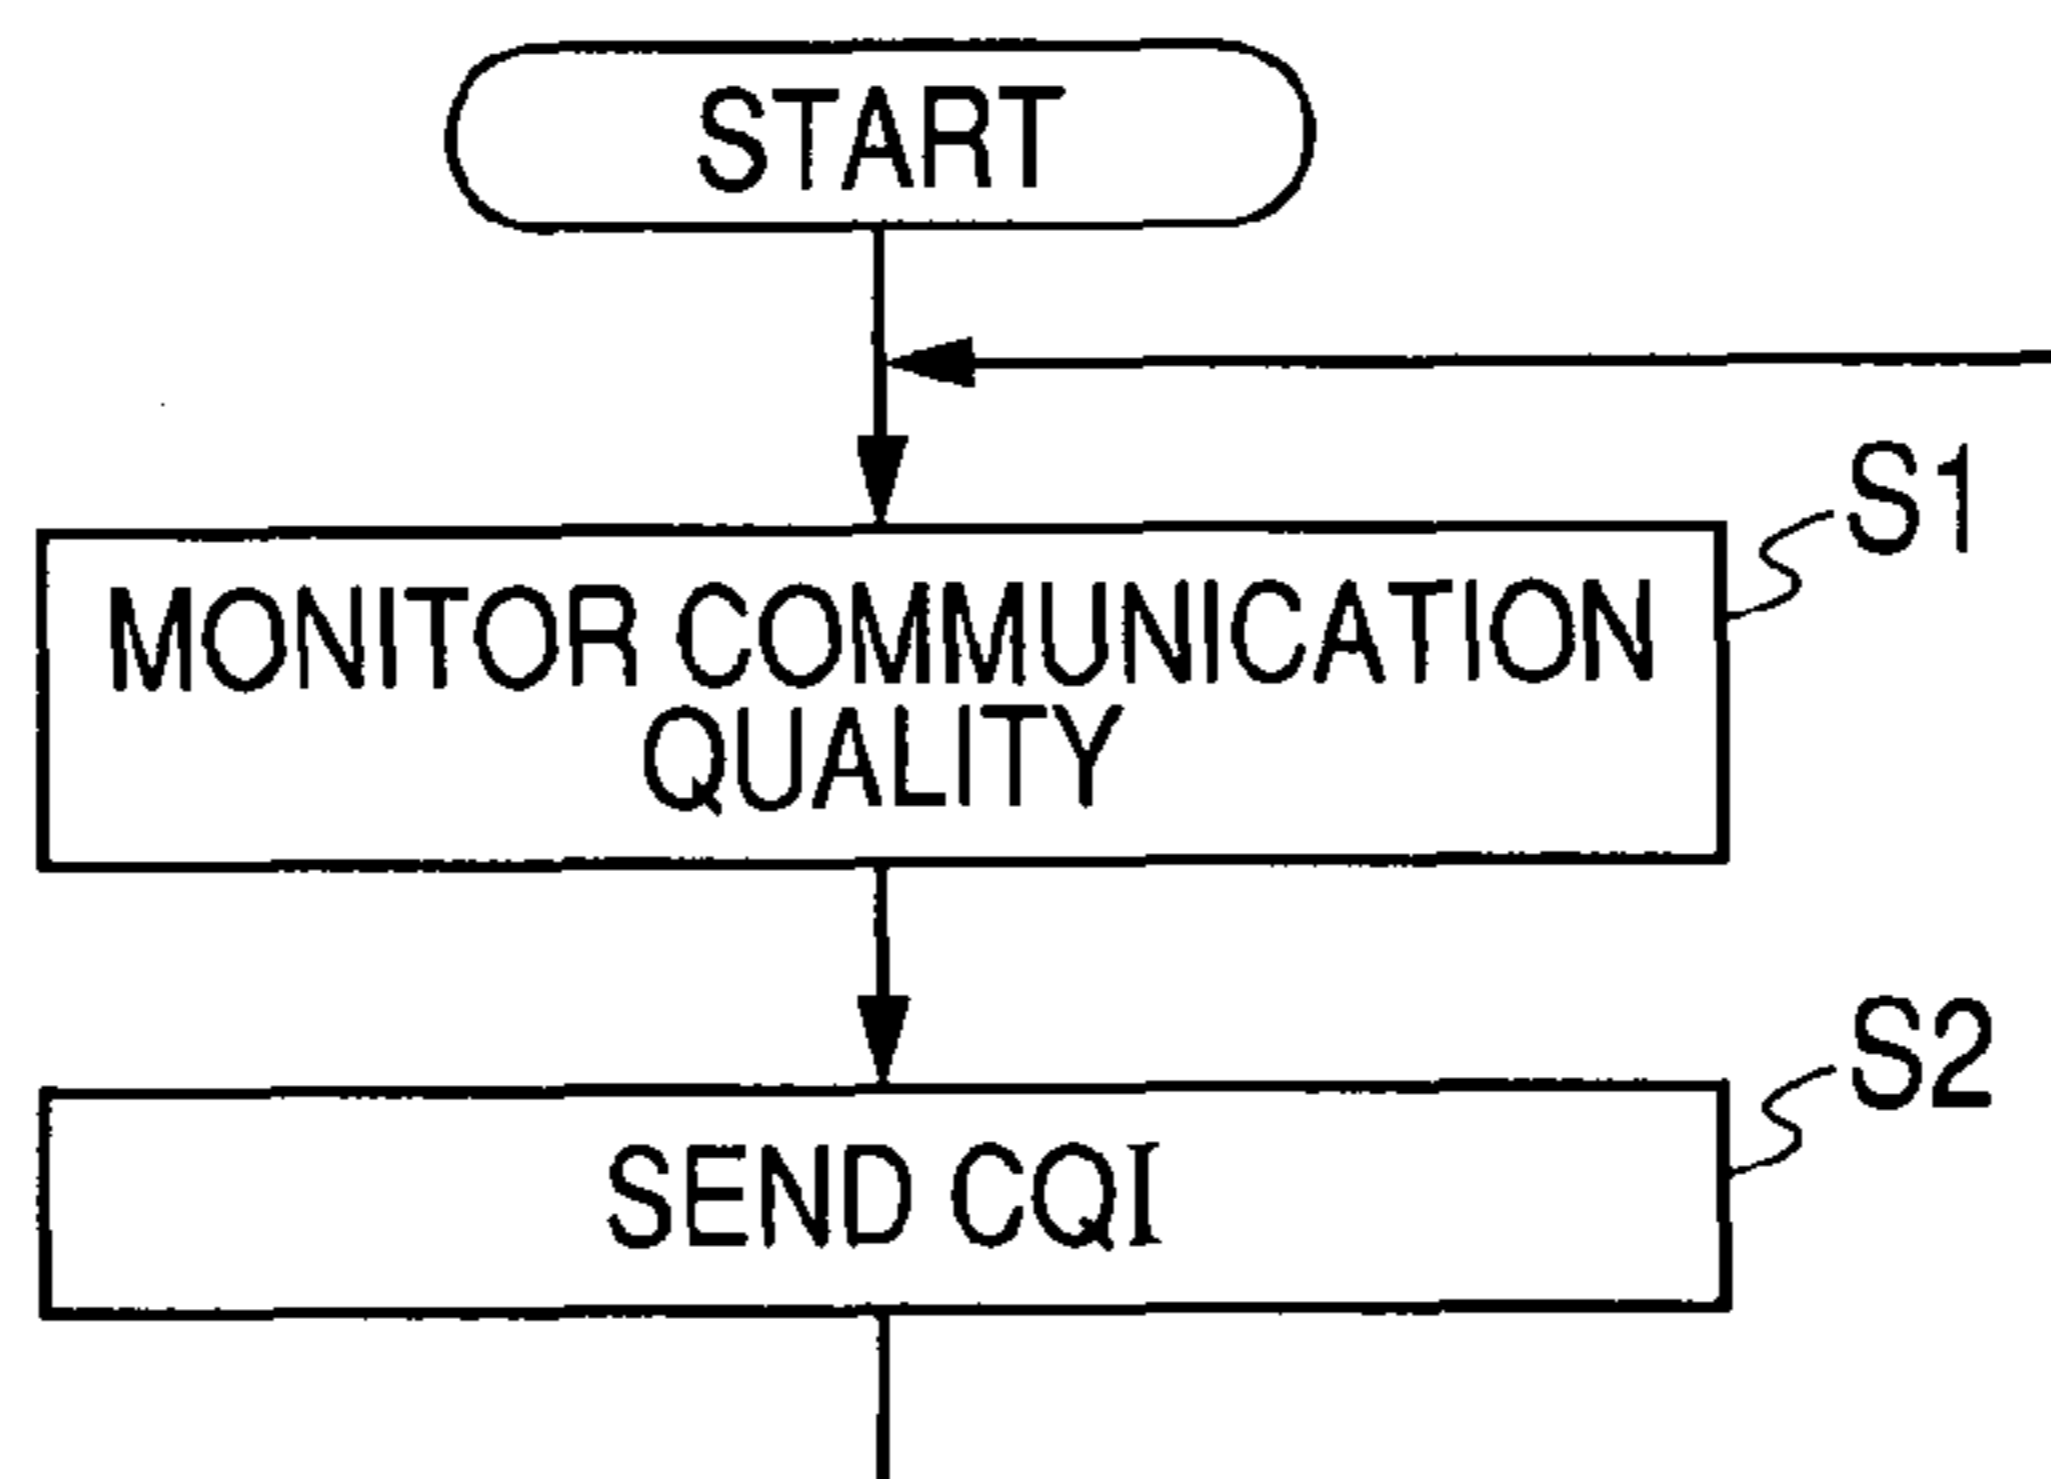 START
S1
MONITOR COMMUNICATION
QUALITY
S2
SEND CQI